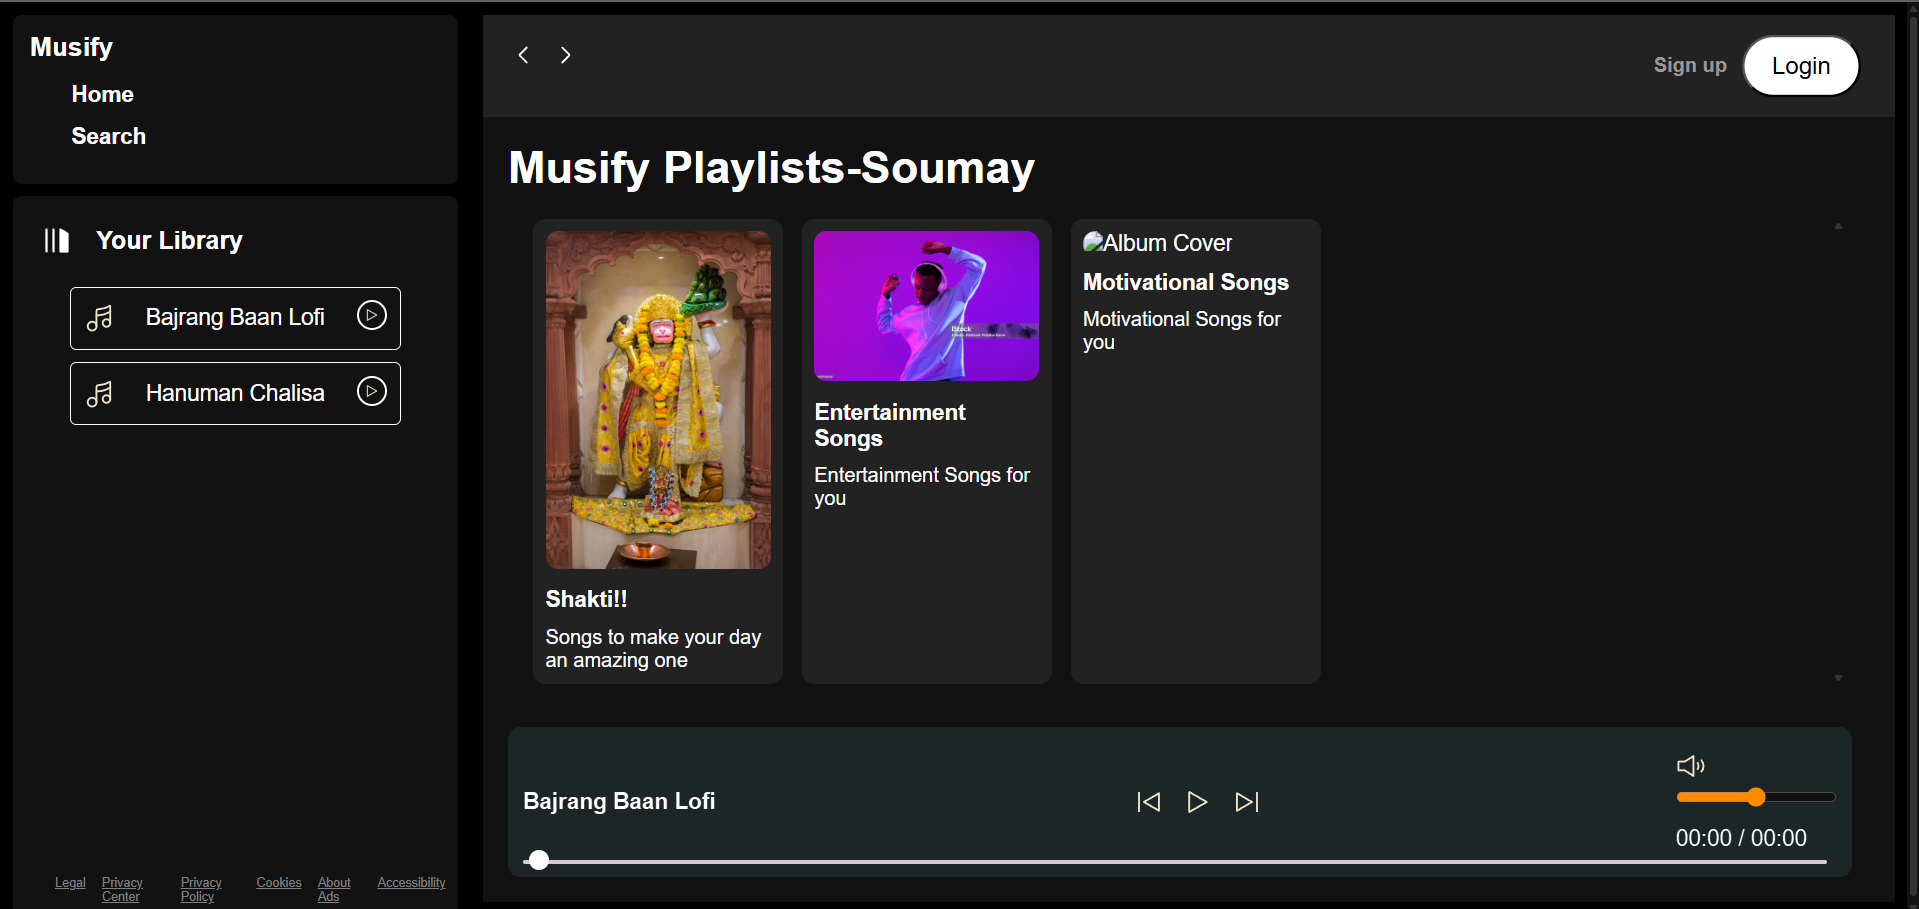 Musify
Home
Search
Your Library
Bajrang Baan Lofi
Hanuman Chalisa
Legal
Privacy
Center
Privacy
Policy
Cookies
About
Ads
Accessibility
Sign up
Login
Musify Playlists-Soumay
Shakti!!
Songs to make your day
an amazing one
iStock
Entertainment
Songs
Entertainment Songs for
you
Album Cover
Motivational Songs
Motivational Songs for
you
Bajrang Baan Lofi
00:00 / 00:00